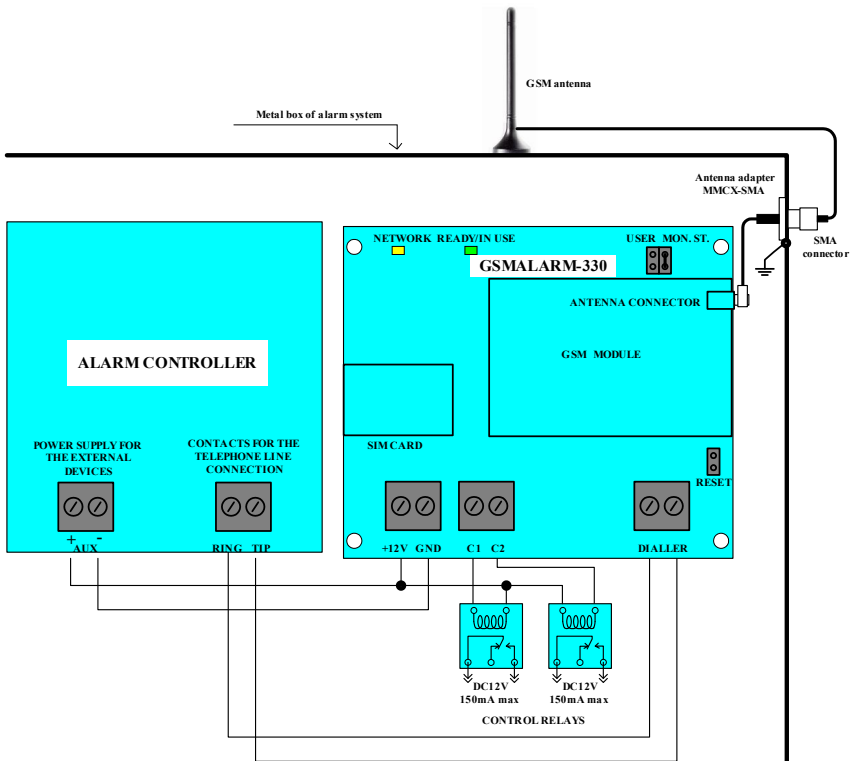 GSM antenna
Metal box of alarm system
Antenna adapter
MMCX-SMA
SMA
connector
NETWORK READY/IN USE
USER MON. ST.
GSMALARM-330
ANTENNA CONNECTOR
GSM MODULE
ALARM CONTROLLER
POWER SUPPLY FOR
THE EXTERNAL
DEVICES
CONTACTS FOR THE
TELEPHONE LINE
CONNECTION
SIM CARD
RESET
+ -
AUX
RING TIP
+12V GND
C1 C2
DIALLER
DC12V
150mA max
DC12V
150mA max
CONTROL RELAYS